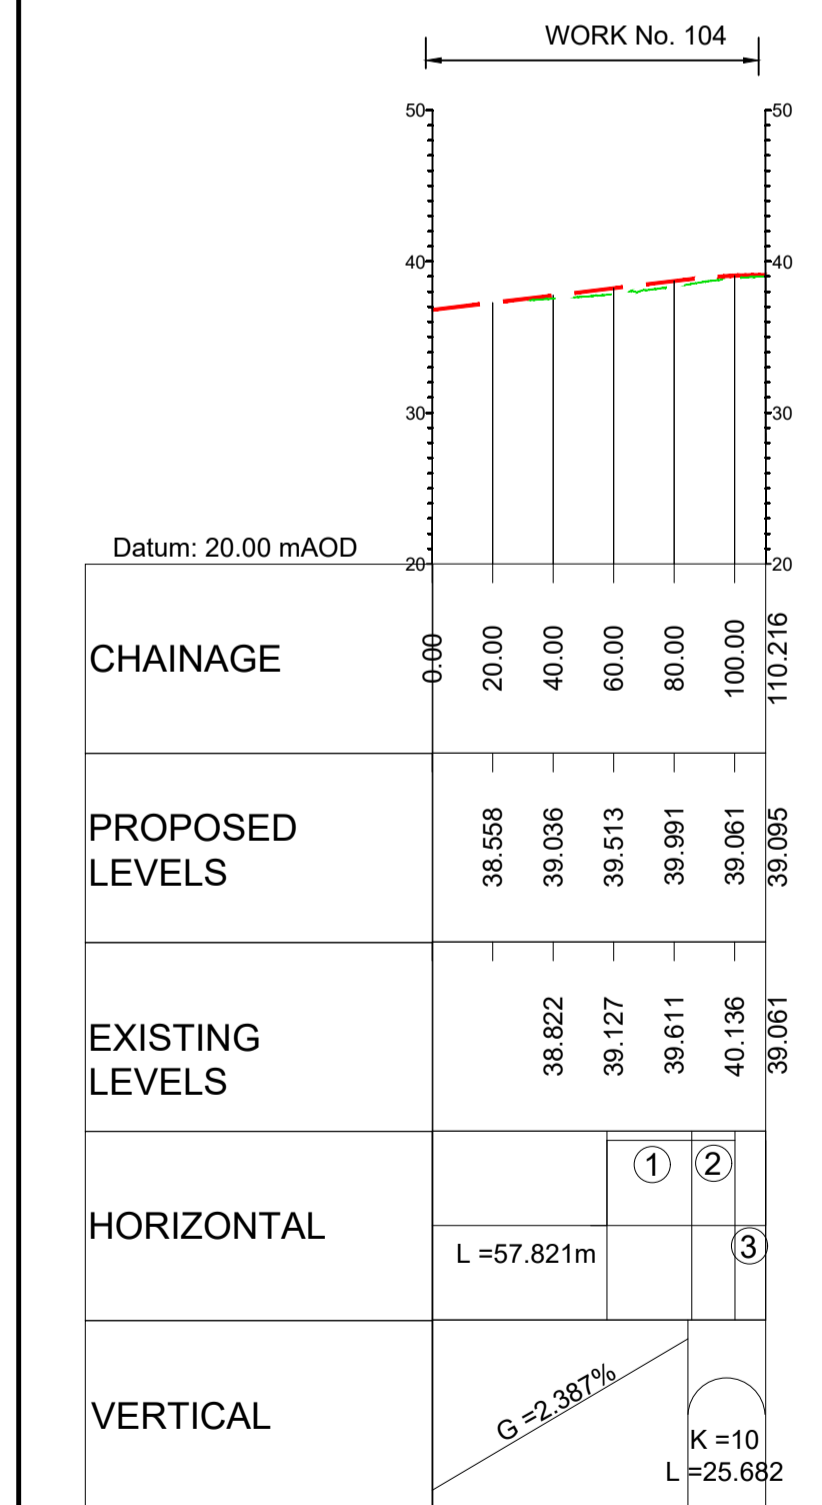 WORK No. 104
50 50
40 40
30 30
Datum: 20.00 mAOD
20 20
CHAINAGE 0.00 20.00 40.00 60.00 80.00 100.00 110.216
PROPOSED LEVELS 38.558 39.036 39.513 39.991 39.061 39.095
EXISTING LEVELS 38.822 39.127 39.611 40.136 39.061
HORIZONTAL L =57.821m 1 2 3
VERTICAL G =2.387% K =10
L =25.682